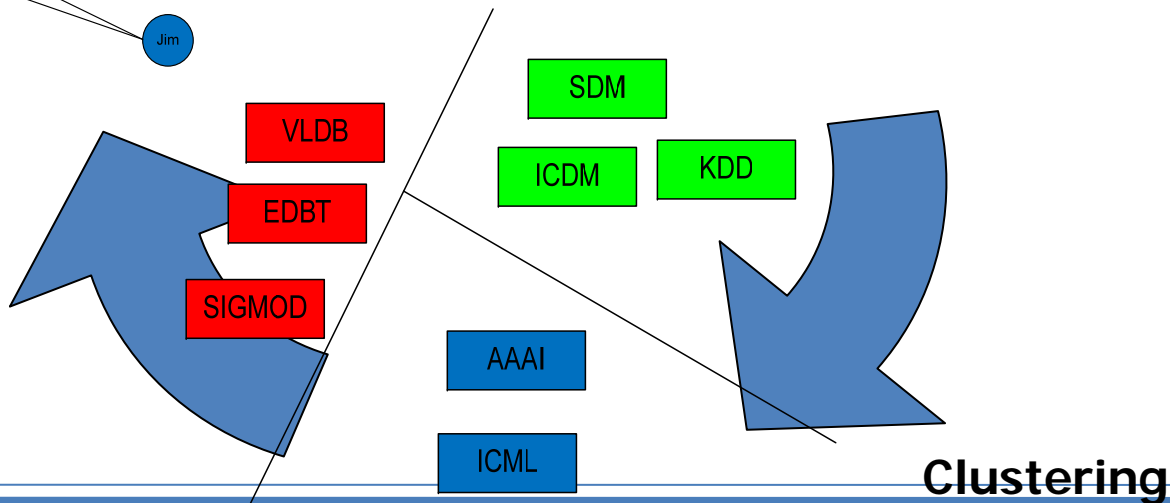 Jim
SDM
VLDB
ICDM
KDD
EDBT
SIGMOD
AAAI
ICML
Clustering